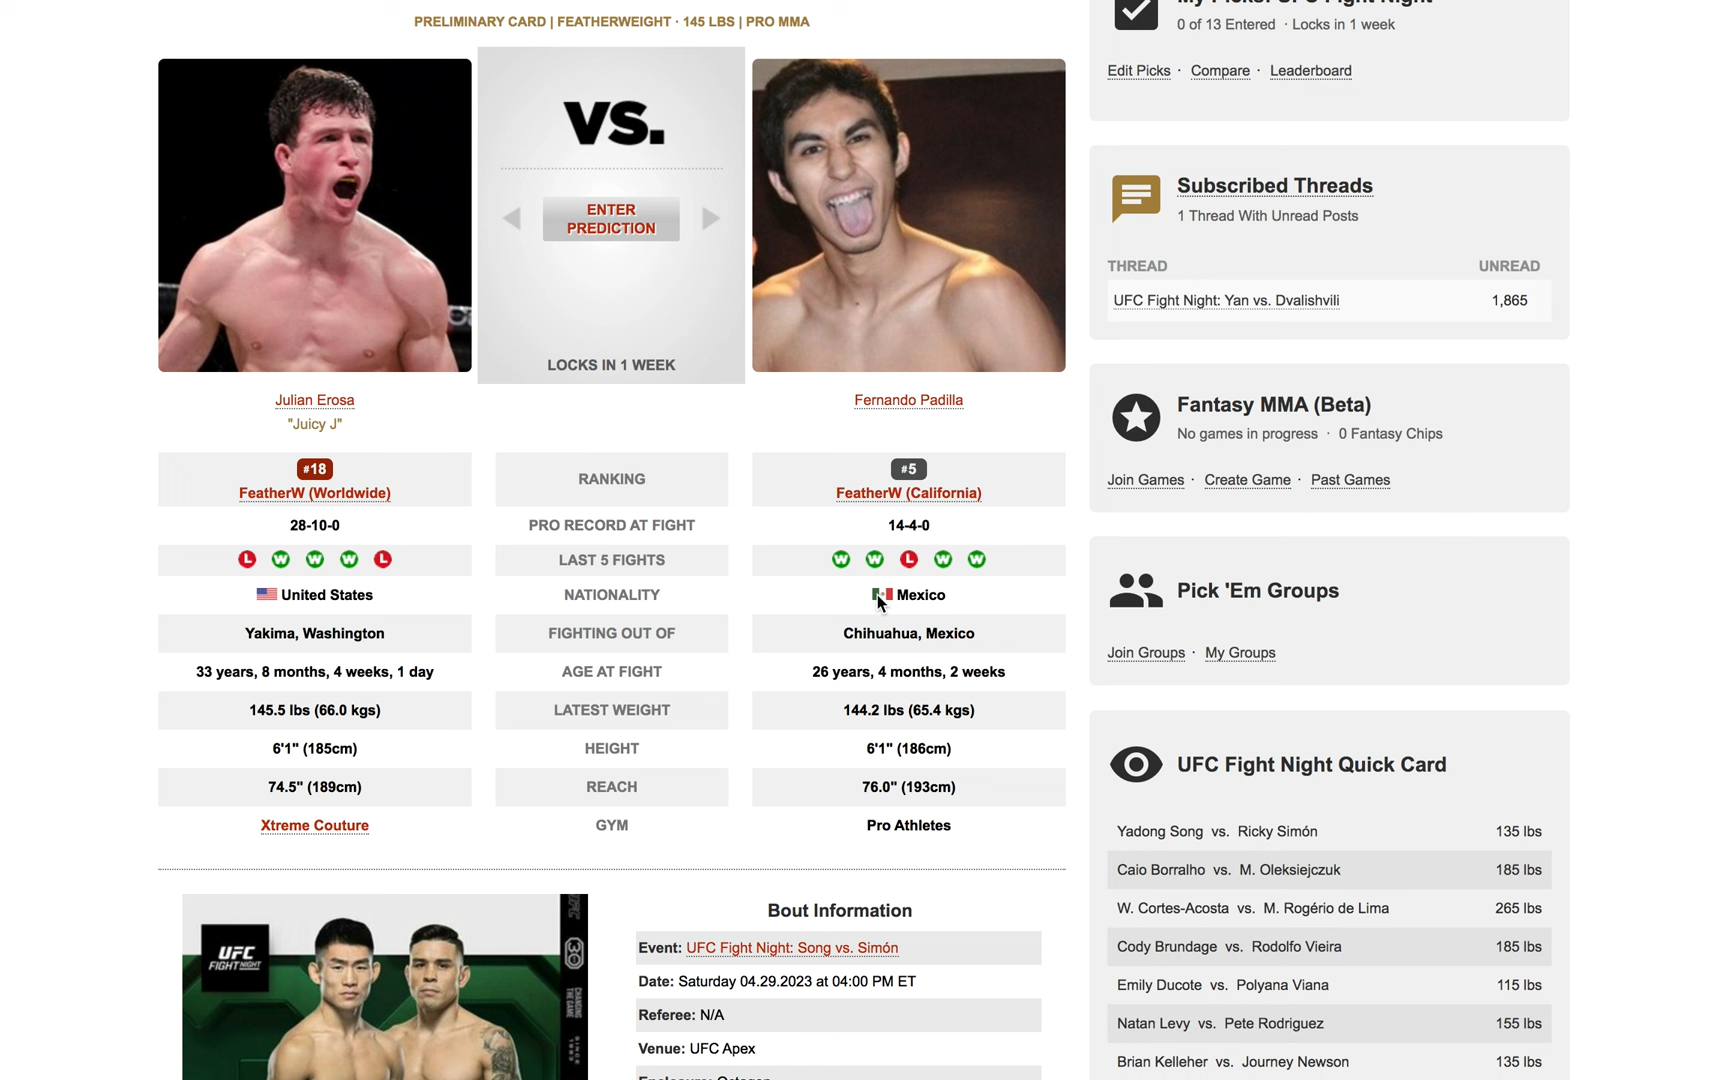 PRELIMINARY CARD | FEATHERWEIGHT · 145 LBS | PRO MMA
VS.
ENTER
PREDICTION
LOCKS IN 1 WEEK
Julian Erosa
"Juicy J"
Fernando Padilla
#18
FeatherW (Worldwide)
RANKING
#5
FeatherW (California)
28-10-0
PRO RECORD AT FIGHT
14-4-0
L W W W L
LAST 5 FIGHTS
W W L W W
United States
NATIONALITY
Mexico
Yakima, Washington
FIGHTING OUT OF
Chihuahua, Mexico
33 years, 8 months, 4 weeks, 1 day
AGE AT FIGHT
26 years, 4 months, 2 weeks
145.5 lbs (66.0 kgs)
LATEST WEIGHT
144.2 lbs (65.4 kgs)
6'1" (185cm)
HEIGHT
6'1" (186cm)
74.5" (189cm)
REACH
76.0" (193cm)
Xtreme Couture
GYM
Pro Athletes
UFC
FIGHT NIGHT
UFC
30
CHANGING
THE GAME
SINCE
1993
Bout Information
Event: UFC Fight Night: Song vs. Simón
Date: Saturday 04.29.2023 at 04:00 PM ET
Referee: N/A
Venue: UFC Apex
0 of 13 Entered · Locks in 1 week
Edit Picks · Compare · Leaderboard
Subscribed Threads
1 Thread With Unread Posts
THREAD UNREAD
UFC Fight Night: Yan vs. Dvalishvili 1,865
Fantasy MMA (Beta)
No games in progress · 0 Fantasy Chips
Join Games · Create Game · Past Games
Pick 'Em Groups
Join Groups · My Groups
UFC Fight Night Quick Card
Yadong Song vs. Ricky Simón 135 lbs
Caio Borralho vs. M. Oleksiejczuk 185 lbs
W. Cortes-Acosta vs. M. Rogério de Lima 265 lbs
Cody Brundage vs. Rodolfo Vieira 185 lbs
Emily Ducote vs. Polyana Viana 115 lbs
Natan Levy vs. Pete Rodriguez 155 lbs
Brian Kelleher vs. Journey Newson 135 lbs